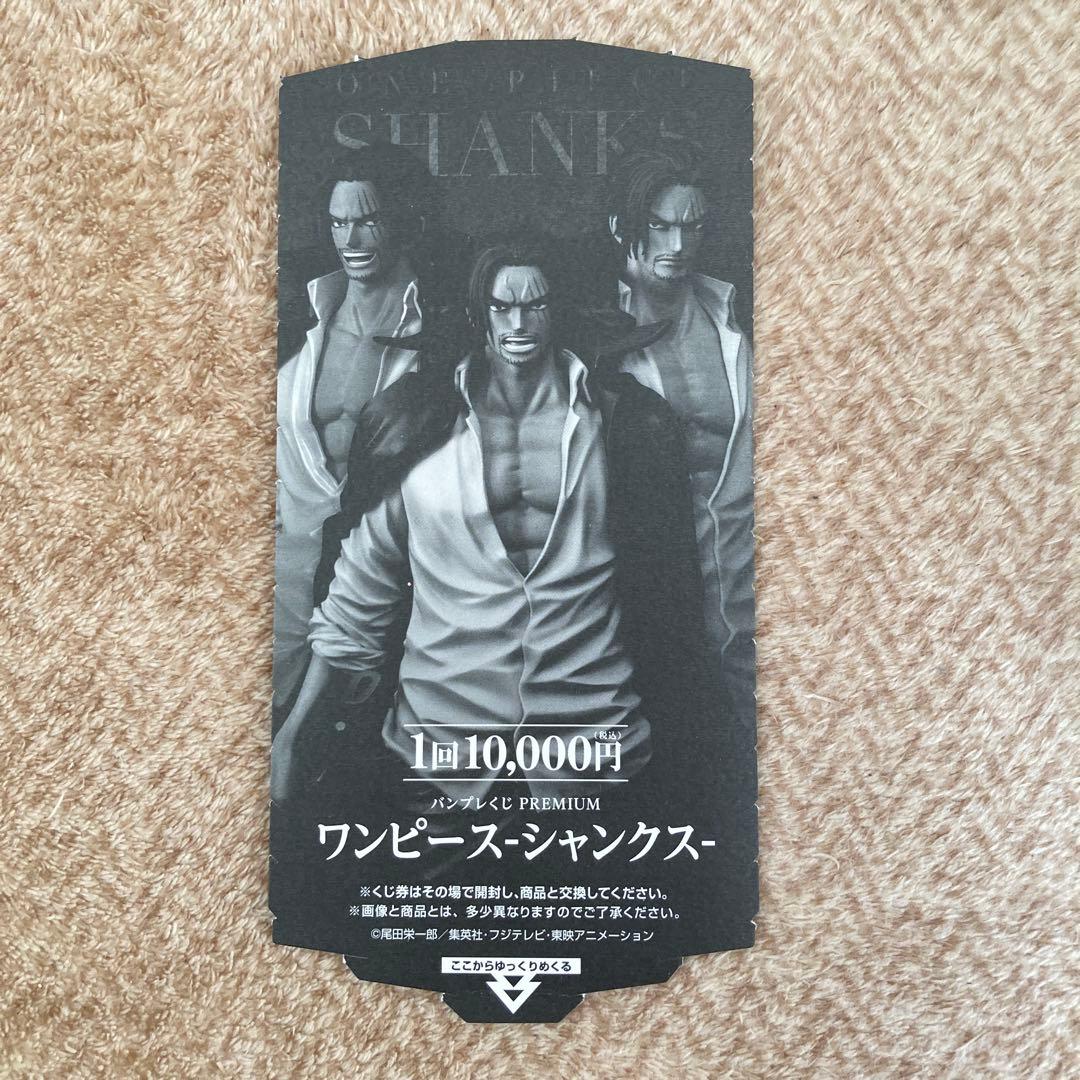 ONE PIECE
SHANKS
1回10,000円(税込)
バンプレくじ PREMIUM
ワンピース-シャンクス-
※くじ券はその場で開封し、商品と交換してください。
※画像と商品とは、多少異なりますのでご了承ください。
©尾田栄一郎／集英社・フジテレビ・東映アニメーション
ここからゆっくりめくる